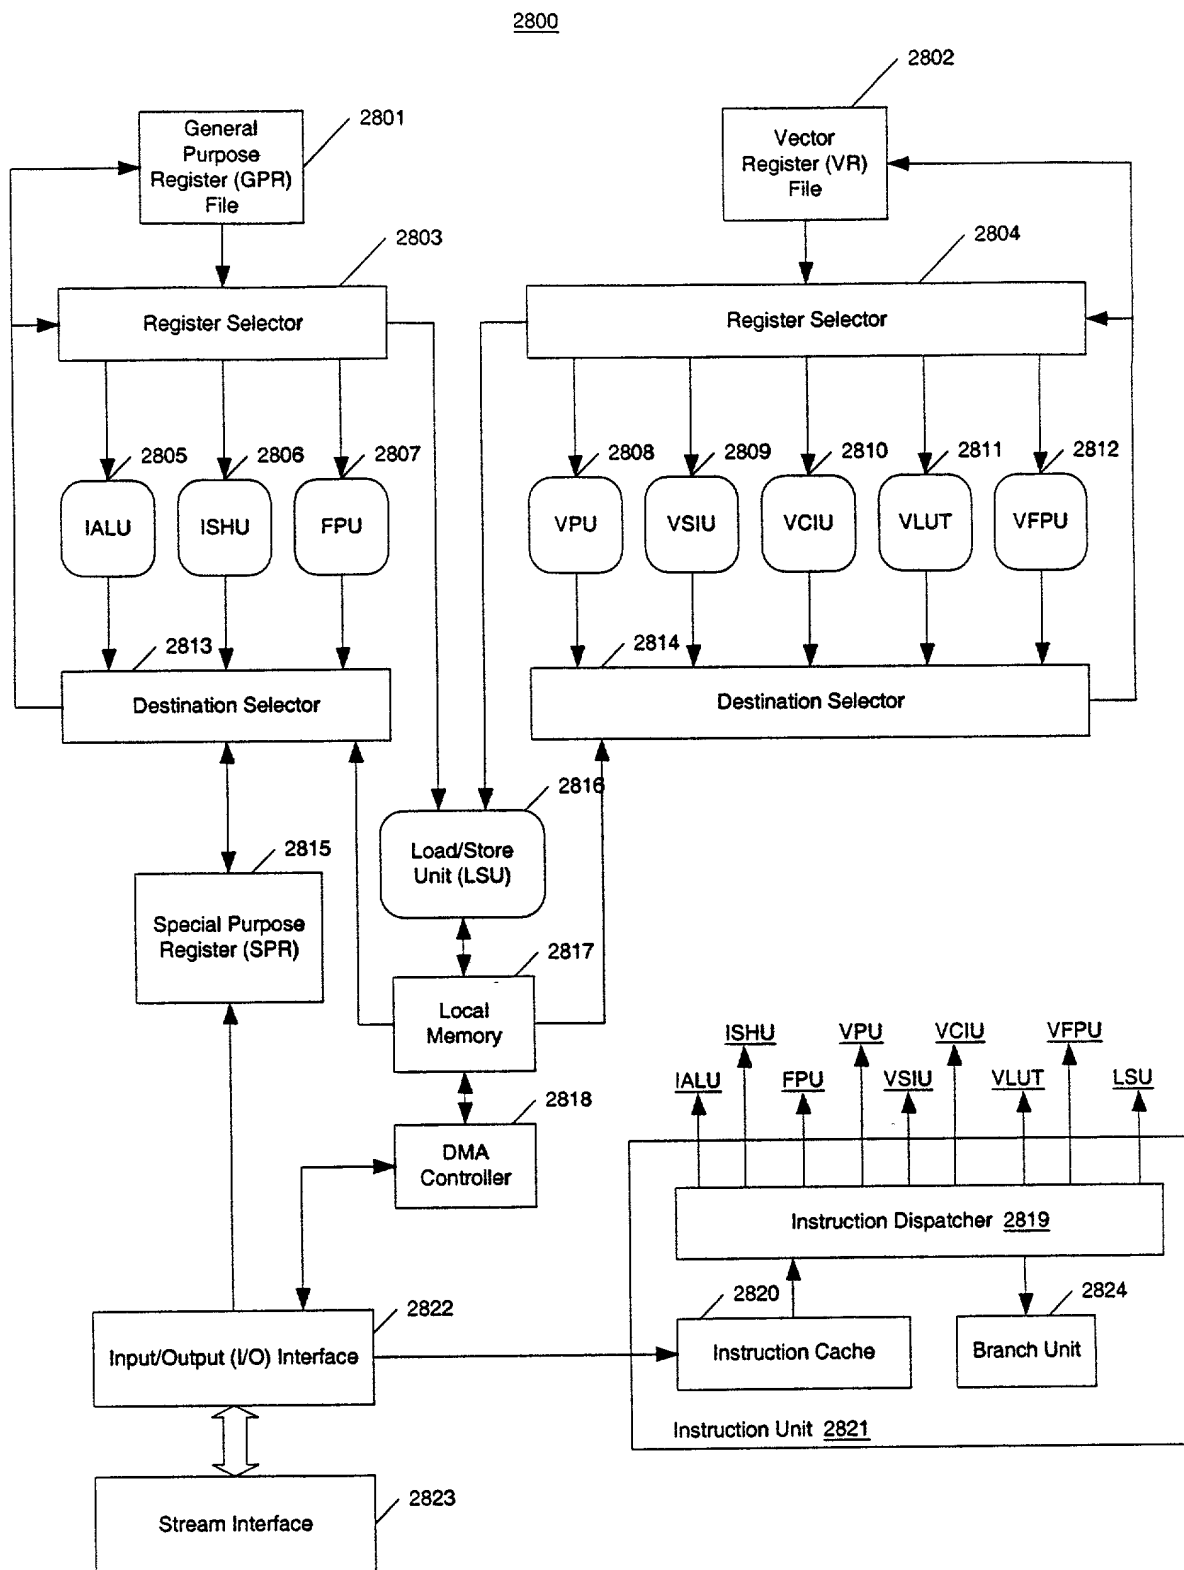 2800
2801
General
Purpose
Register (GPR)
File
2802
Vector
Register (VR)
File
2803
Register Selector
2804
Register Selector
2805
IALU
2806
ISHU
2807
FPU
2808
VPU
2809
VSIU
2810
VCIU
2811
VLUT
2812
VFPU
2813
Destination Selector
2814
Destination Selector
2815
Special Purpose
Register (SPR)
2816
Load/Store
Unit (LSU)
2817
Local
Memory
2818
DMA
Controller
ISHU
VPU
VCIU
VFPU
IALU
FPU
VSIU
VLUT
LSU
Instruction Dispatcher 2819
2820
Instruction Cache
2824
Branch Unit
Instruction Unit 2821
2822
Input/Output (I/O) Interface
2823
Stream Interface